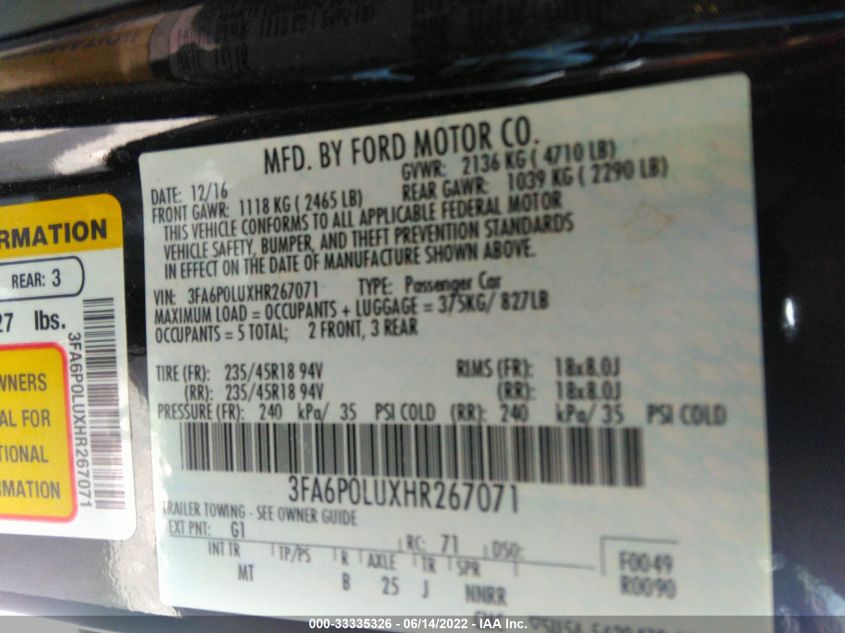 MFD. BY FORD MOTOR CO.
DATE: 12/16 GVWR: 2136 KG ( 4710 LB)
FRONT GAWR: 1118 KG ( 2465 LB) REAR GAWR: 1039 KG ( 2290 LB)
THIS VEHICLE CONFORMS TO ALL APPLICABLE FEDERAL MOTOR
VEHICLE SAFETY, BUMPER, AND THEFT PREVENTION STANDARDS
IN EFFECT ON THE DATE OF MANUFACTURE SHOWN ABOVE.
VIN: 3FA6P0LUXHR267071 TYPE: Passenger Car
MAXIMUM LOAD = OCCUPANTS + LUGGAGE = 375KG/ 827LB
OCCUPANTS = 5 TOTAL; 2 FRONT, 3 REAR
TIRE (FR): 235/45R18 94V RIMS (FR): 18x8.0J
(RR): 235/45R18 94V (RR): 18x8.0J
PRESSURE (FR): 240 kPa/ 35 PSI COLD (RR): 240 kPa/ 35 PSI COLD
3FA6P0LUXHR267071
TRAILER TOWING - SEE OWNER GUIDE
EXT PNT: G1 RC: 71 DSO: F0049
INT TR TP/PS R AXLE TR SPR R0090
MT B 25 J NNRR
RMATION
REAR: 3
27 lbs.
WNERS
AL FOR
TIONAL
RMATION
3FA6P0LUXHR267071
000-33335326 - 06/14/2022 - IAA Inc.